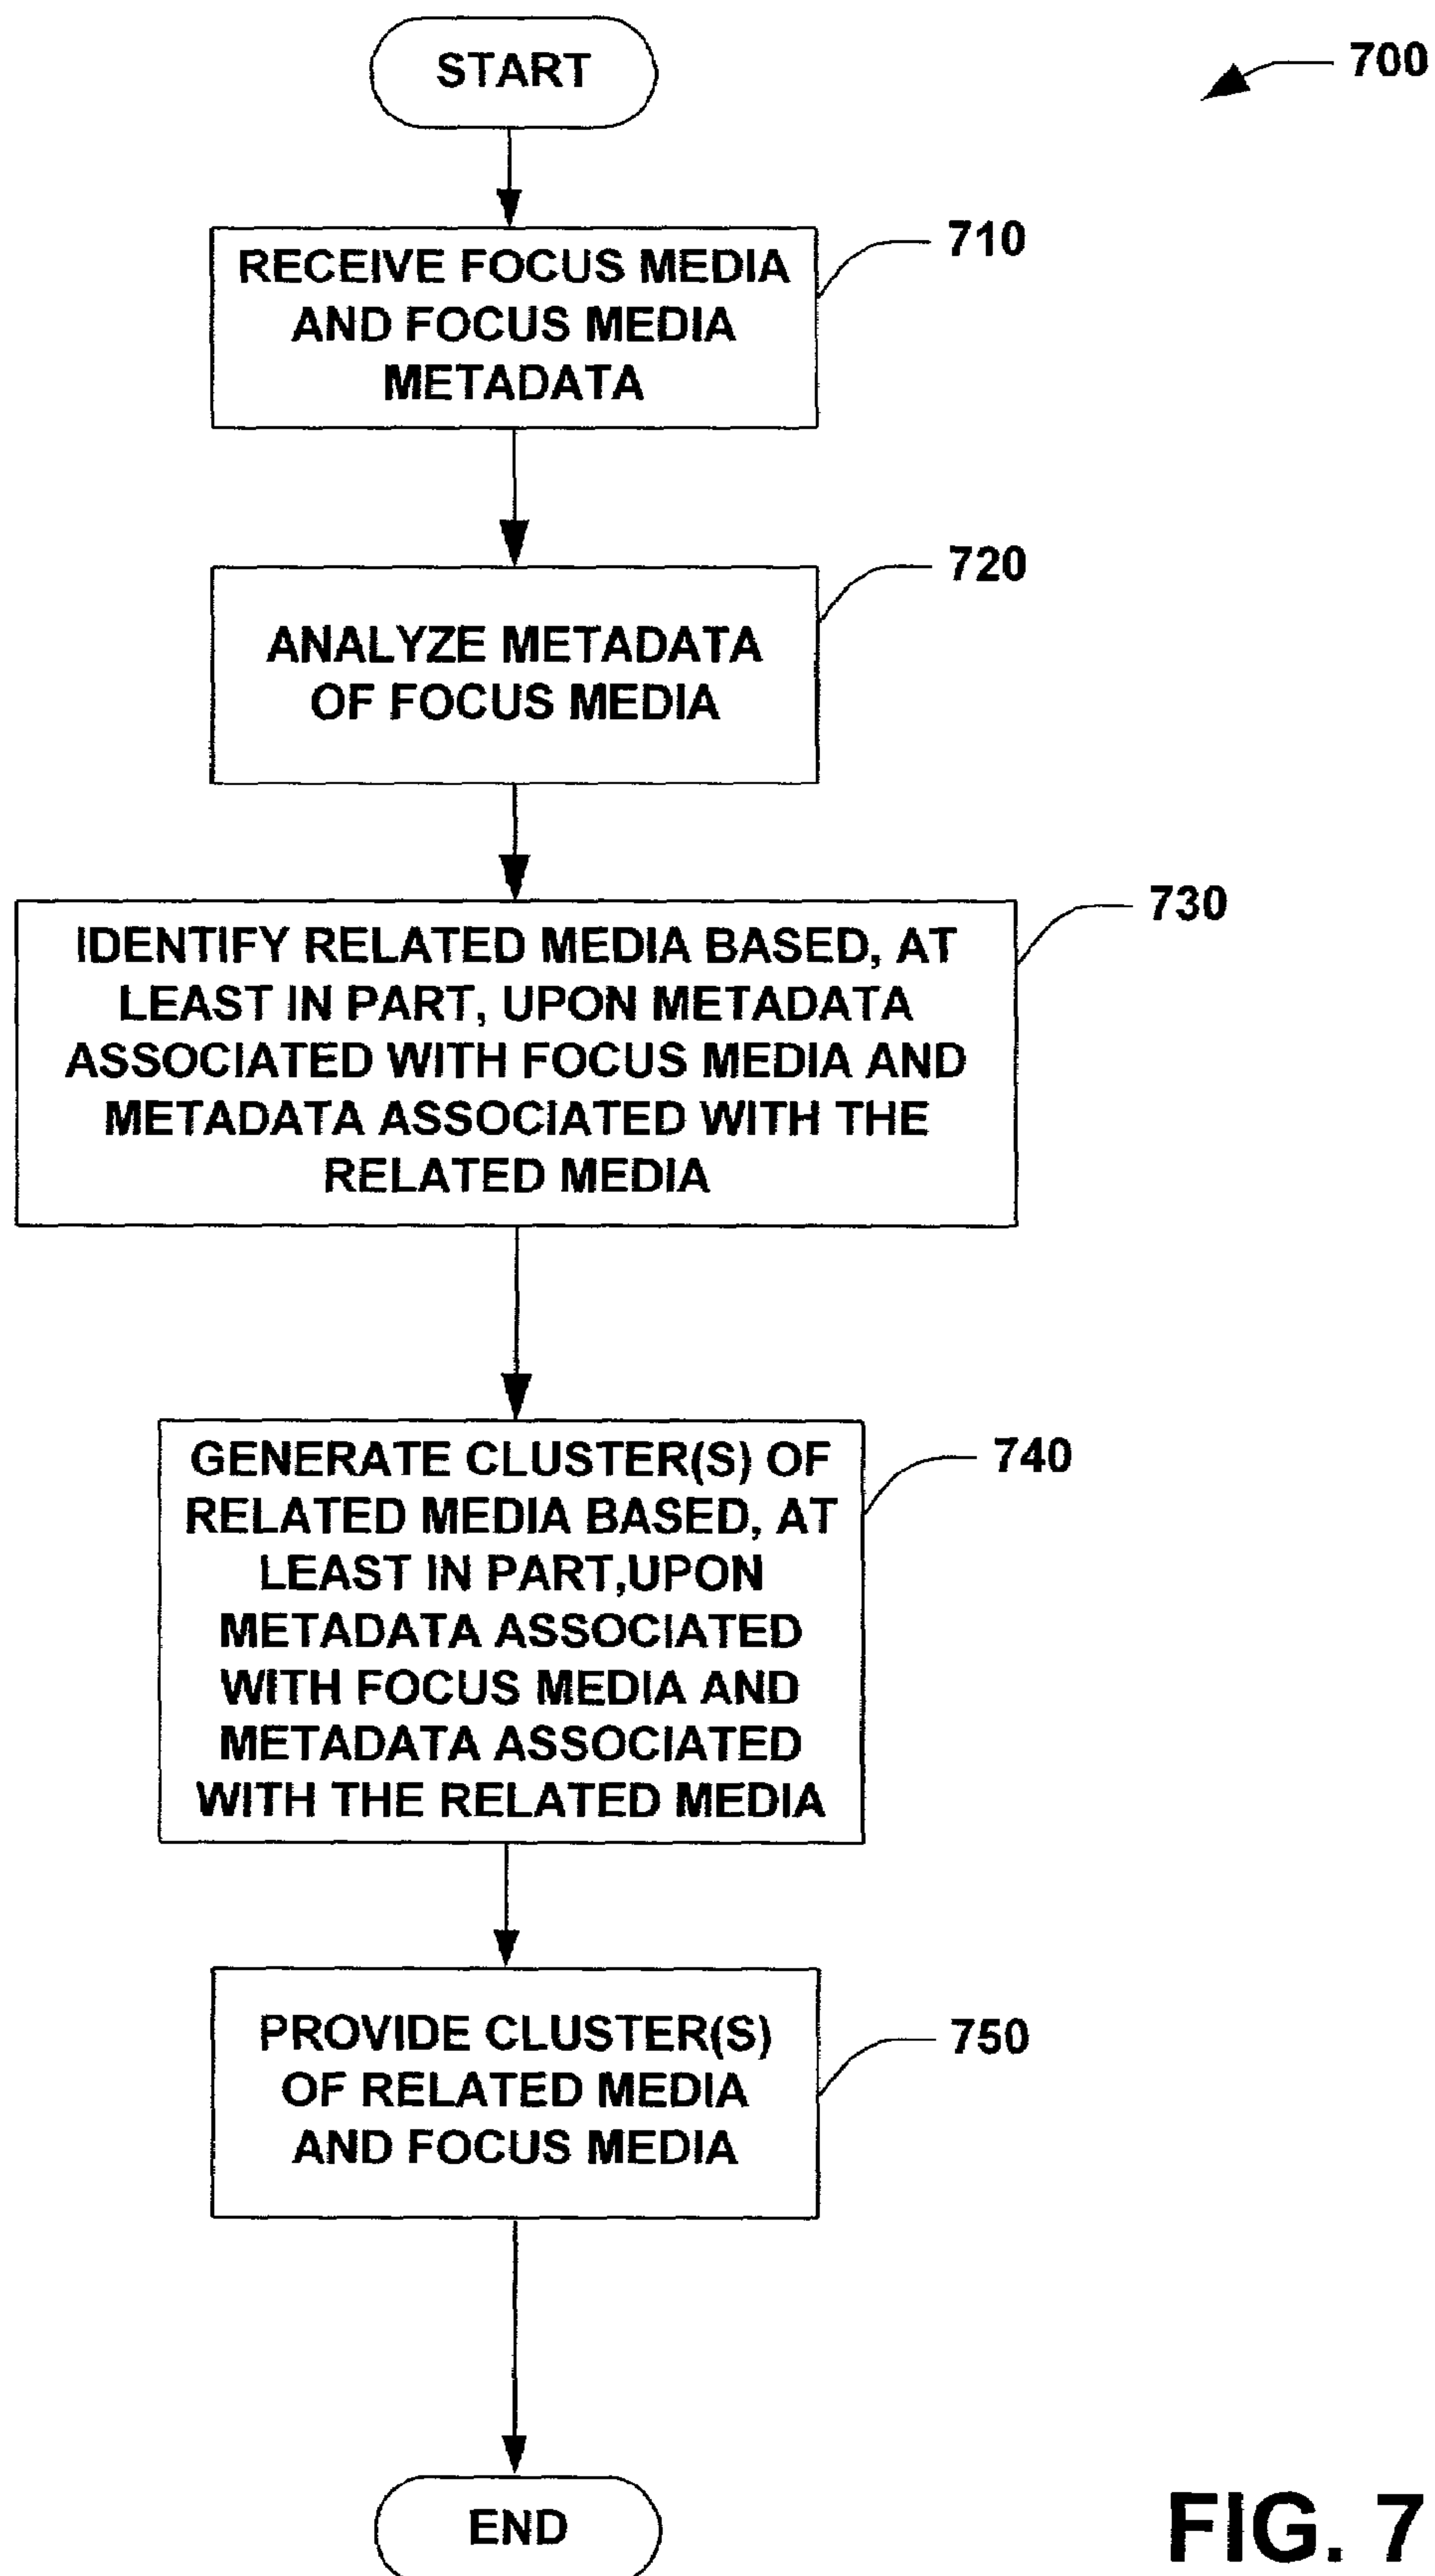 START
700
RECEIVE FOCUS MEDIA
AND FOCUS MEDIA
METADATA
710
ANALYZE METADATA
OF FOCUS MEDIA
720
IDENTIFY RELATED MEDIA BASED, AT
LEAST IN PART, UPON METADATA
ASSOCIATED WITH FOCUS MEDIA AND
METADATA ASSOCIATED WITH THE
RELATED MEDIA
730
GENERATE CLUSTER(S) OF
RELATED MEDIA BASED, AT
LEAST IN PART,UPON
METADATA ASSOCIATED
WITH FOCUS MEDIA AND
METADATA ASSOCIATED
WITH THE RELATED MEDIA
740
PROVIDE CLUSTER(S)
OF RELATED MEDIA
AND FOCUS MEDIA
750
END
FIG. 7